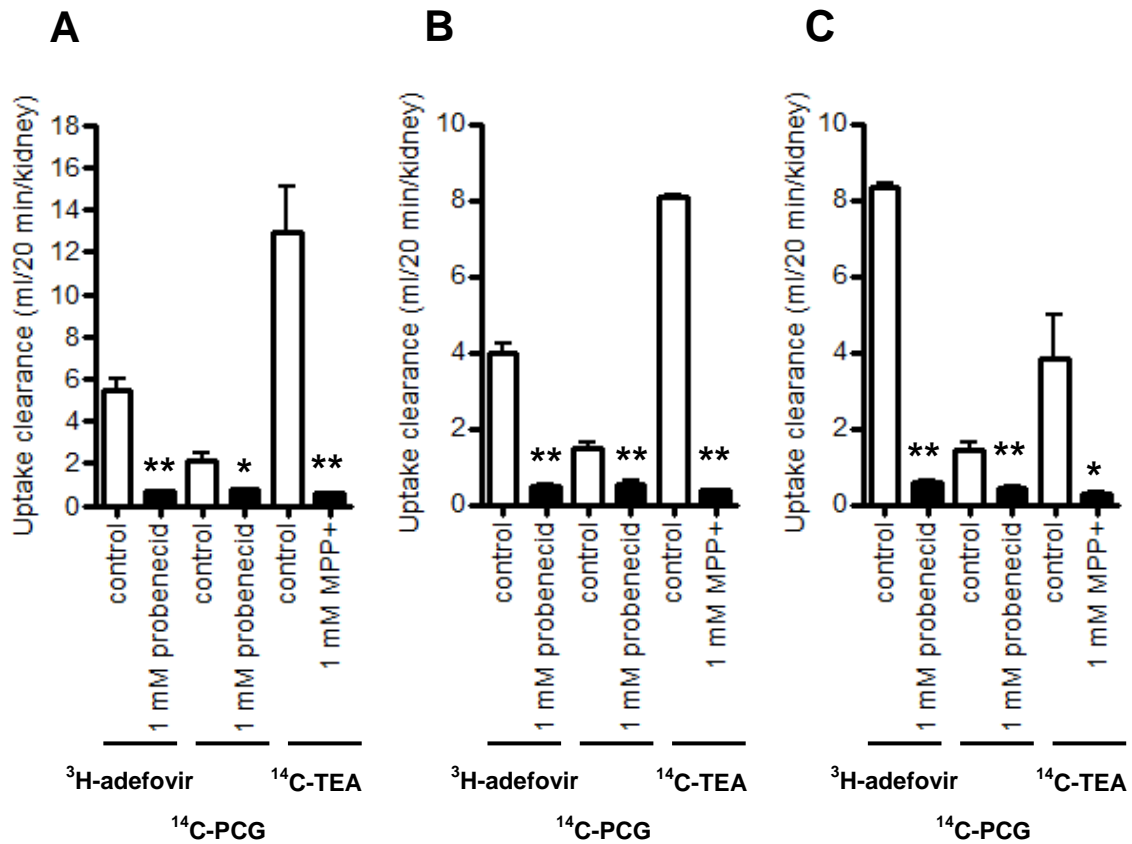 A
Uptake clearance (ml/20 min/kidney)
18
16
14
12
10
8
6
4
2
0
**
*
**
control
1 mM probenecid
control
1 mM probenecid
control
1 mM MPP+
³H-adefovir
¹⁴C-TEA
¹⁴C-PCG
B
Uptake clearance (ml/20 min/kidney)
10
8
6
4
2
0
**
**
**
control
1 mM probenecid
control
1 mM probenecid
control
1 mM MPP+
³H-adefovir
¹⁴C-TEA
¹⁴C-PCG
C
Uptake clearance (ml/20 min/kidney)
10
8
6
4
2
0
**
**
*
control
1 mM probenecid
control
1 mM probenecid
control
1 mM MPP+
³H-adefovir
¹⁴C-TEA
¹⁴C-PCG